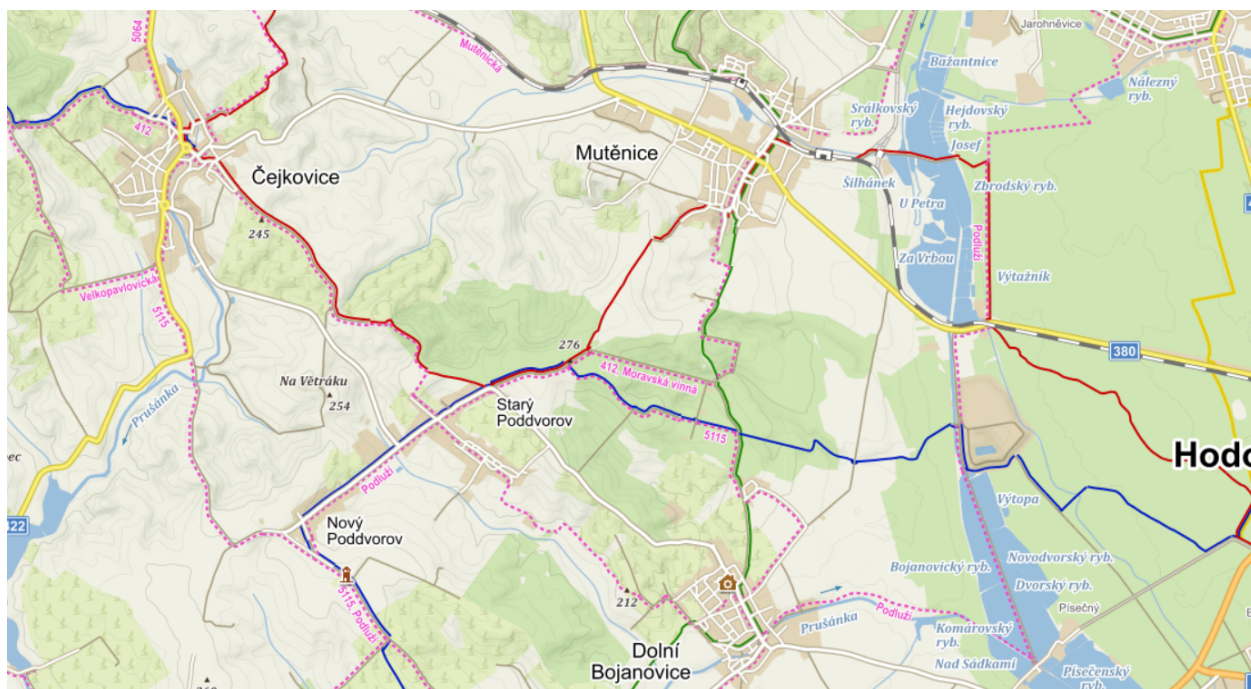 5064
Mutěnická
Jarohněvice
Bažantnice
Nálezný
ryb.
412
Srálkovský
ryb.
Hejdovský
ryb.
Josef
Mutěnice
Čejkovice
Šilhánek
Zbrodský ryb.
U Petra
245
Podluží
Za Vrbou
Výtažník
Velkopavlovická
5115
276
380
412, Moravská vinná
Na Větráku
254
Prušánka
Starý
Poddvorov
5115
Hodo
Podluží
422
Výtopa
Nový
Poddvorov
Novodvorský ryb.
Bojanovický ryb.
Dvorský ryb.
5115, Podluží
212
Písečný
Podluží
Prušánka
Komárovský
ryb.
Dolní
Bojanovice
Nad Sádkami
Písečenský
ryb.